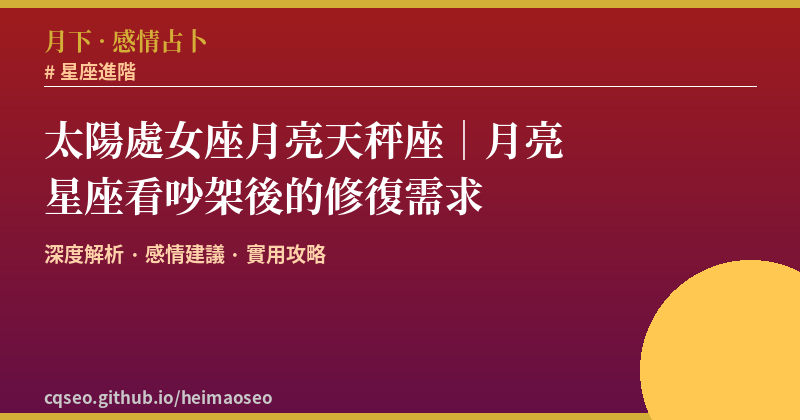 月下 · 感情占卜
# 星座進階
太陽處女座月亮天秤座｜月亮
星座看吵架後的修復需求
深度解析 · 感情建議 · 實用攻略
cqseo.github.io/heimaoseo